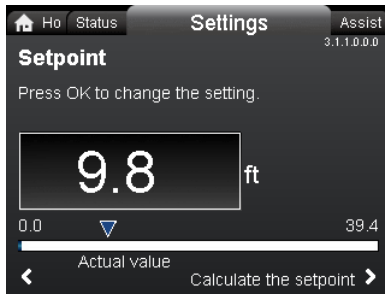 Ho Status Settings Assist
3.1.1.0.0.0
Setpoint
Press OK to change the setting.
9.8 ft
0.0 39.4
Actual value
Calculate the setpoint